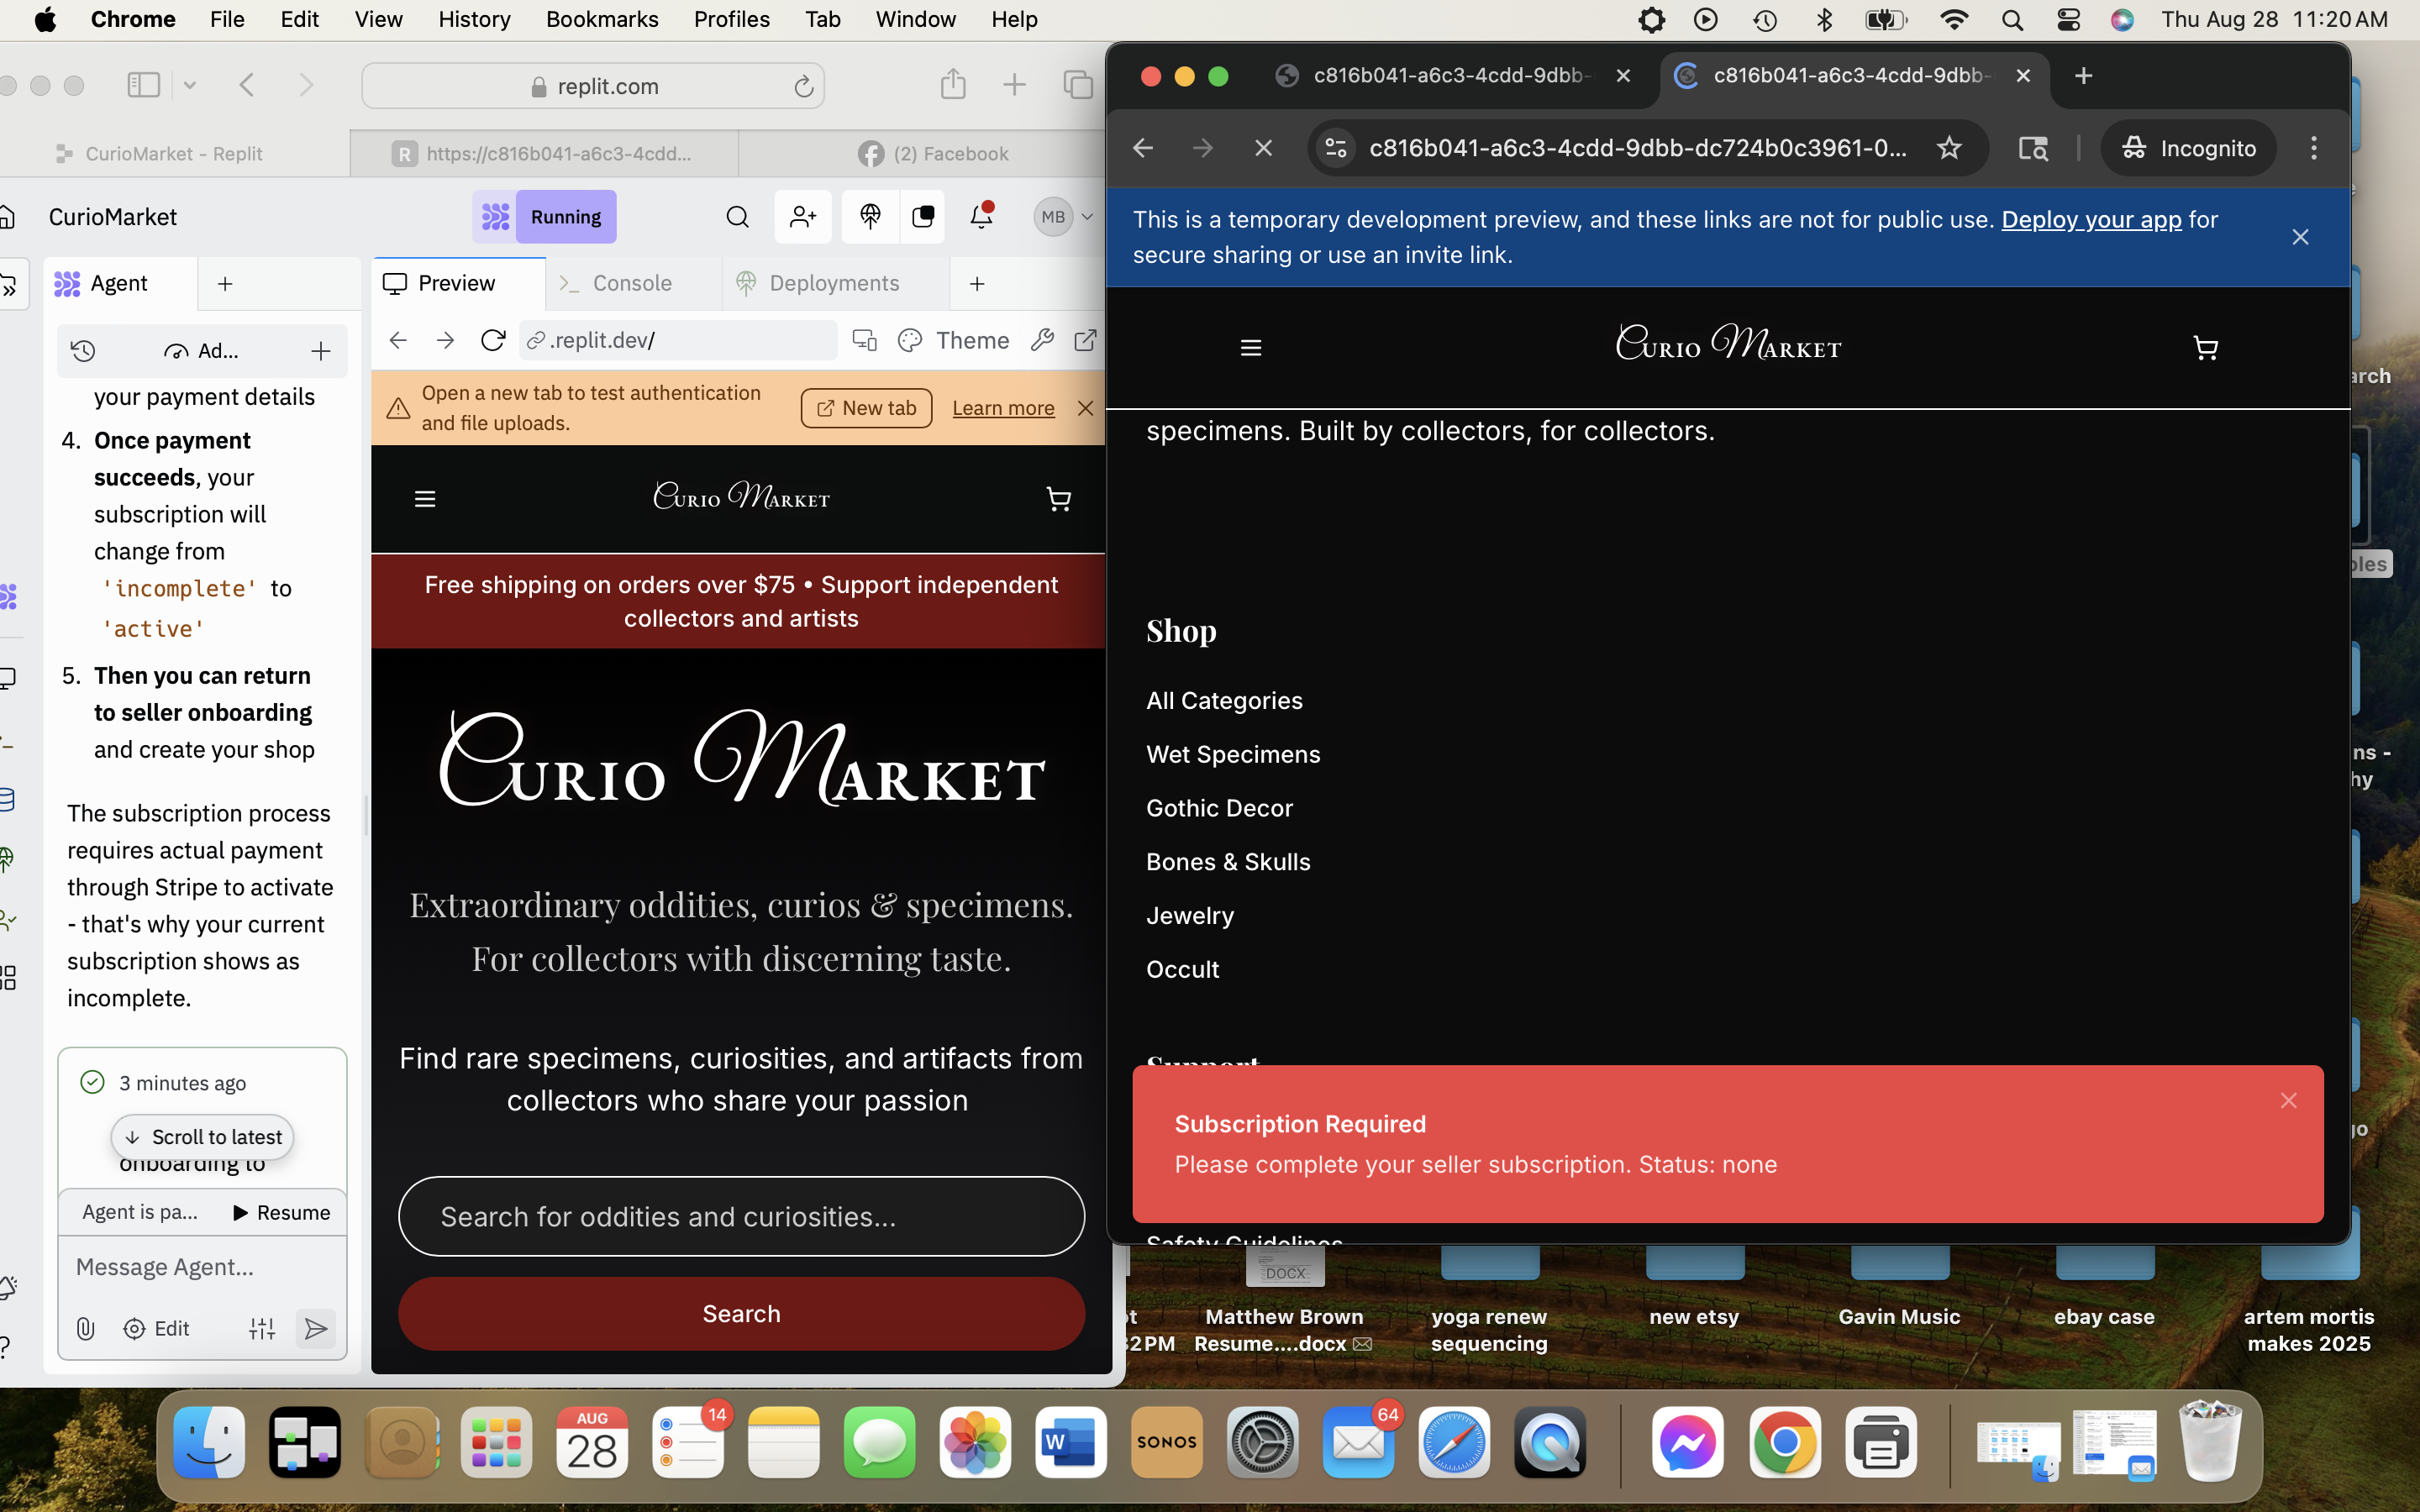 Chrome File Edit View History Bookmarks Profiles Tab Window Help
Thu Aug 28 11:20 AM
replit.com
CurioMarket - Replit
R https://c816b041-a6c3-4cdd...
(2) Facebook
CurioMarket
Running
MB
Agent
Ad...
your payment details
4. Once payment
succeeds, your
subscription will
change from
'incomplete' to
'active'
5. Then you can return
to seller onboarding
and create your shop
The subscription process
requires actual payment
through Stripe to activate
- that's why your current
subscription shows as
incomplete.
3 minutes ago
Scroll to latest
onboarding to
Agent is pa...
Resume
Message Agent...
Edit
Preview
Console
Deployments
.replit.dev/
Theme
Open a new tab to test authentication
and file uploads.
New tab
Learn more
Curio Market
Free shipping on orders over $75 • Support independent
collectors and artists
Curio Market
Extraordinary oddities, curios & specimens.
For collectors with discerning taste.
Find rare specimens, curiosities, and artifacts from
collectors who share your passion
Search for oddities and curiosities...
Search
c816b041-a6c3-4cdd-9dbb-
c816b041-a6c3-4cdd-9dbb-
c816b041-a6c3-4cdd-9dbb-dc724b0c3961-0...
Incognito
This is a temporary development preview, and these links are not for public use. Deploy your app for
secure sharing or use an invite link.
Curio Market
specimens. Built by collectors, for collectors.
Shop
All Categories
Wet Specimens
Gothic Decor
Bones & Skulls
Jewelry
Occult
Support
Subscription Required
Please complete your seller subscription. Status: none
Safety Guidelines
DOCX
Matthew Brown
Resume....docx
yoga renew
sequencing
new etsy
Gavin Music
ebay case
artem mortis
makes 2025
AUG
28
14
W
SONOS
64